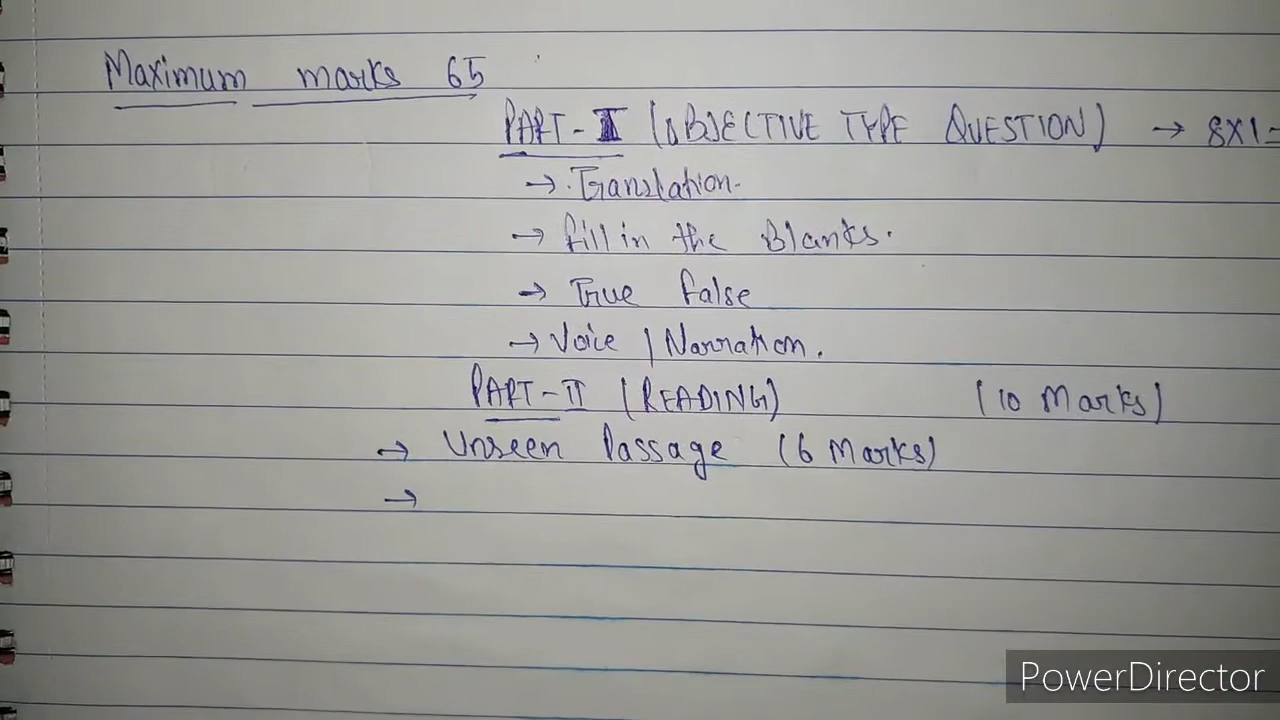 Maximum marks 65
PART-I (OBJECTIVE TYPE QUESTION) → 8X1=
→ Translation.
→ fill in the Blanks.
→ True false
→ Voice / Narration.
PART-II (READING) (10 Marks)
→ Unseen Passage (6 Marks)
→
PowerDirector